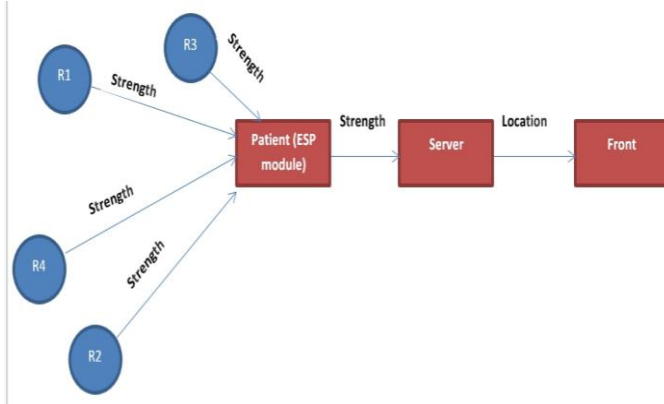 R3
Strength
R1
Strength
Patient (ESP
module)
Strength
Server
Location
Front
Strength
R4
Strength
R2